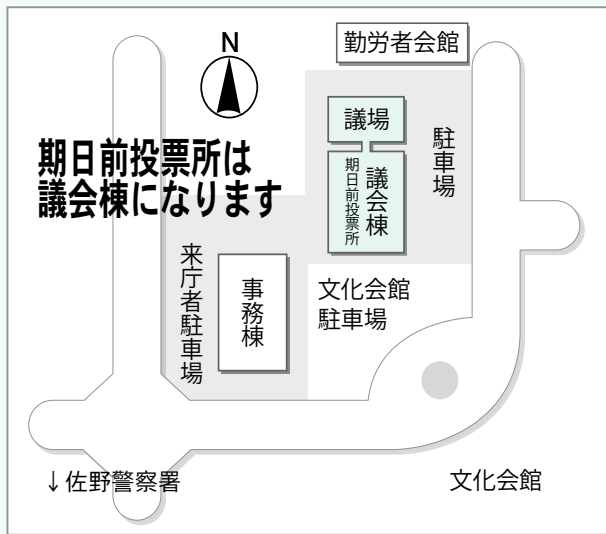 N
勤労者会館
議場
期日前投票所は
議会棟になります
駐車場
議会棟
期日前投票所
来庁者駐車場
事務棟
文化会館
駐車場
↓佐野警察署
文化会館